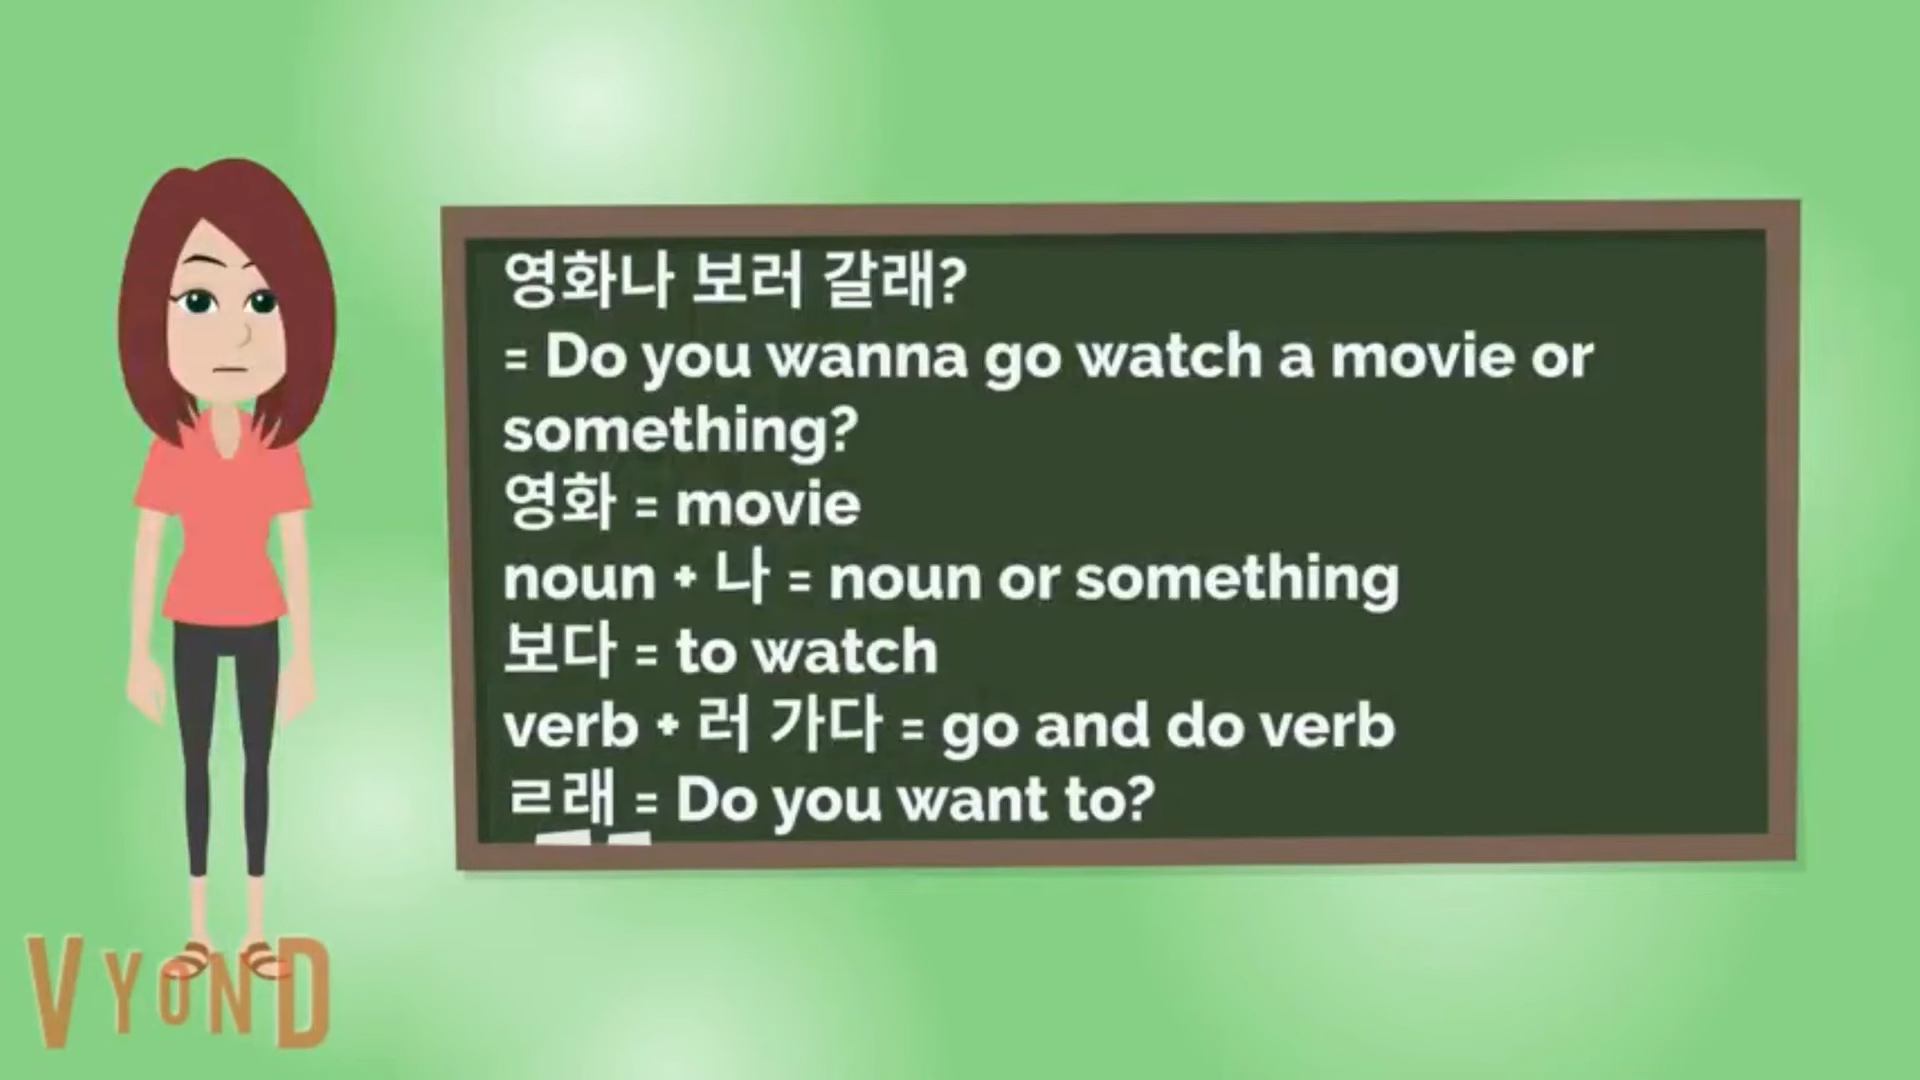 영화나 보러 갈래?
= Do you wanna go watch a movie or
something?
영화 = movie
noun + 나 = noun or something
보다 = to watch
verb + 러 가다 = go and do verb
ㄹ래 = Do you want to?
VYOND